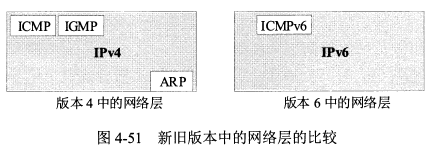 ICMP IGMP ICMPv6
IPv4 IPv6
ARP
版本 4 中的网络层 版本 6 中的网络层
图 4-51 新旧版本中的网络层的比较